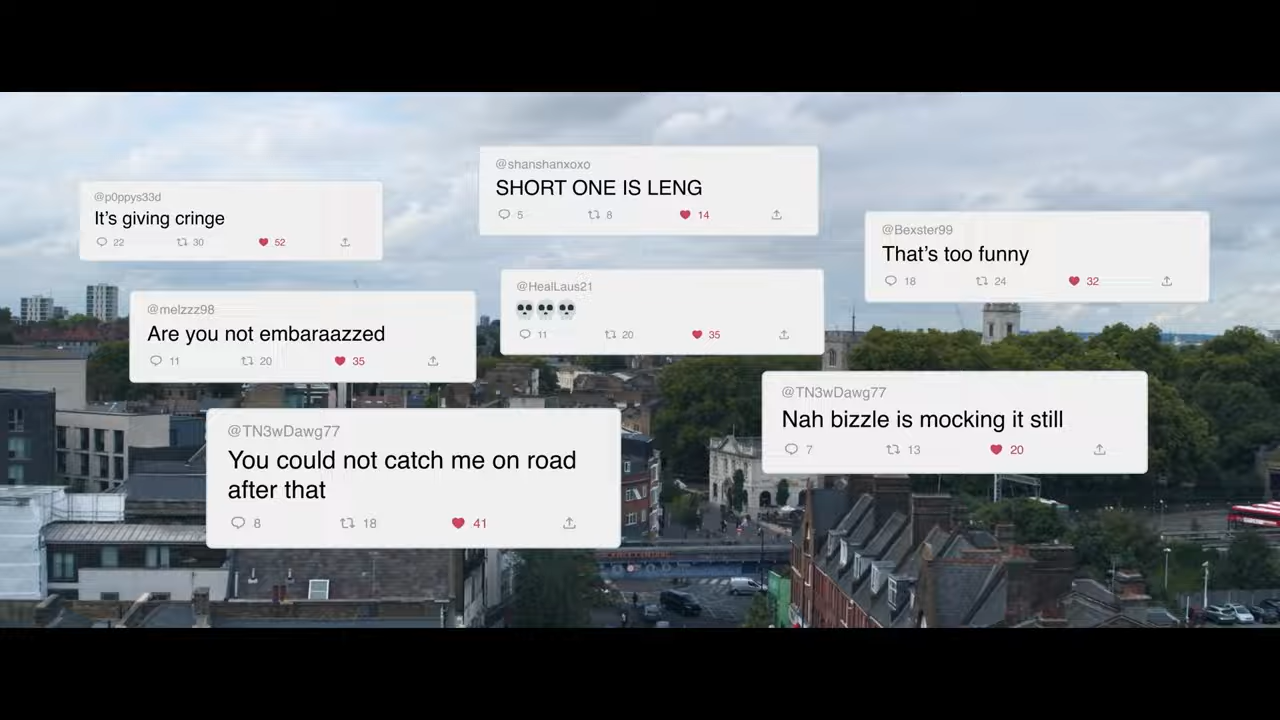 @p0ppys33d
It’s giving cringe
22 30 52
@shanshanxoxo
SHORT ONE IS LENG
5 8 14
@Bexster99
That’s too funny
18 24 32
@HealLaus21
💀💀💀
11 20 35
@melzzz98
Are you not embaraazzed
11 20 35
@TN3wDawg77
Nah bizzle is mocking it still
7 13 20
@TN3wDawg77
You could not catch me on road
after that
8 18 41